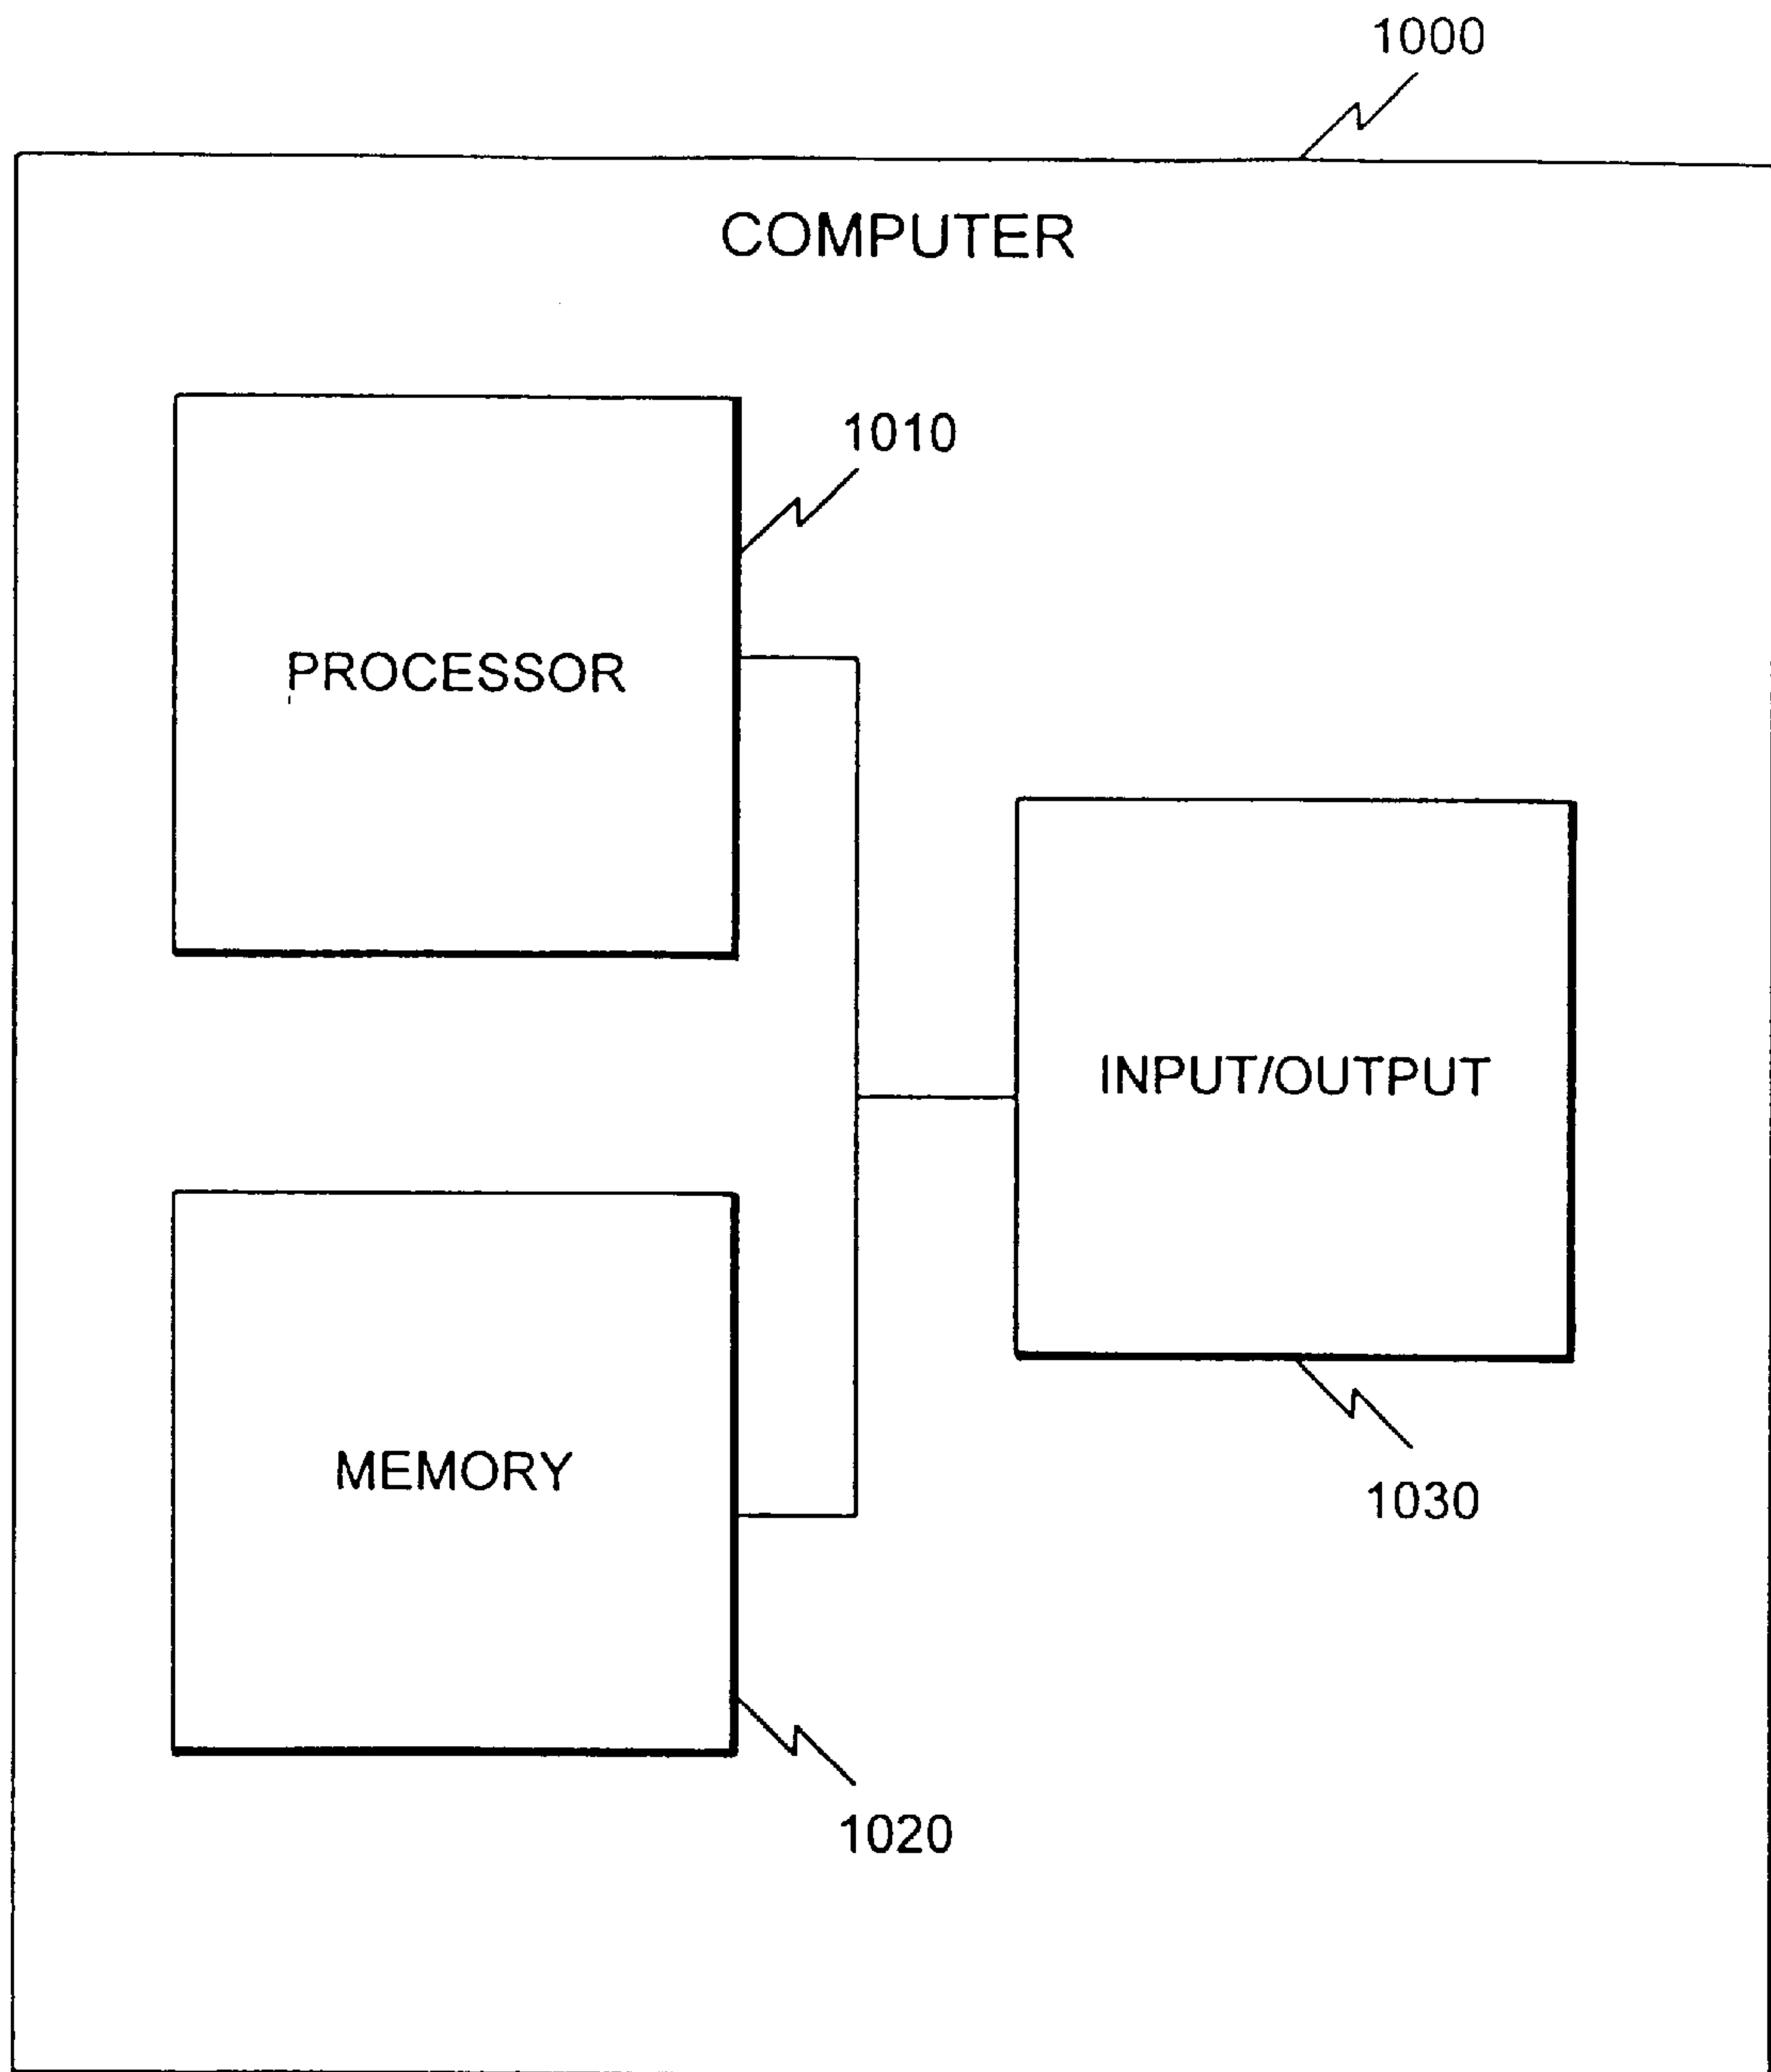 1000
COMPUTER
1010
PROCESSOR
INPUT/OUTPUT
MEMORY
1030
1020